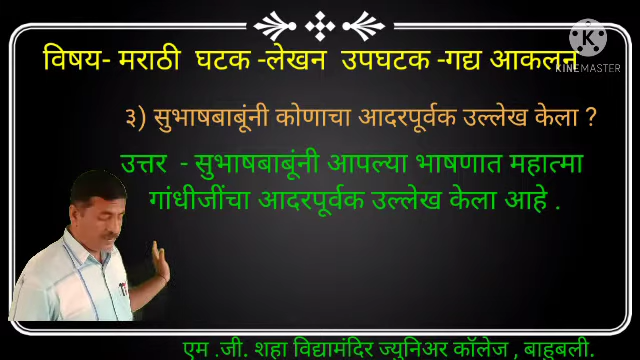 विषय- मराठी घटक -लेखन उपघटक -गद्य आकलन
KINEMASTER
३) सुभाषबाबूंनी कोणाचा आदरपूर्वक उल्लेख केला ?
उत्तर - सुभाषबाबूंनी आपल्या भाषणात महात्मा
गांधीजींचा आदरपूर्वक उल्लेख केला आहे .
एम .जी. शहा विद्यामंदिर ज्युनिअर कॉलेज , बाहुबली.